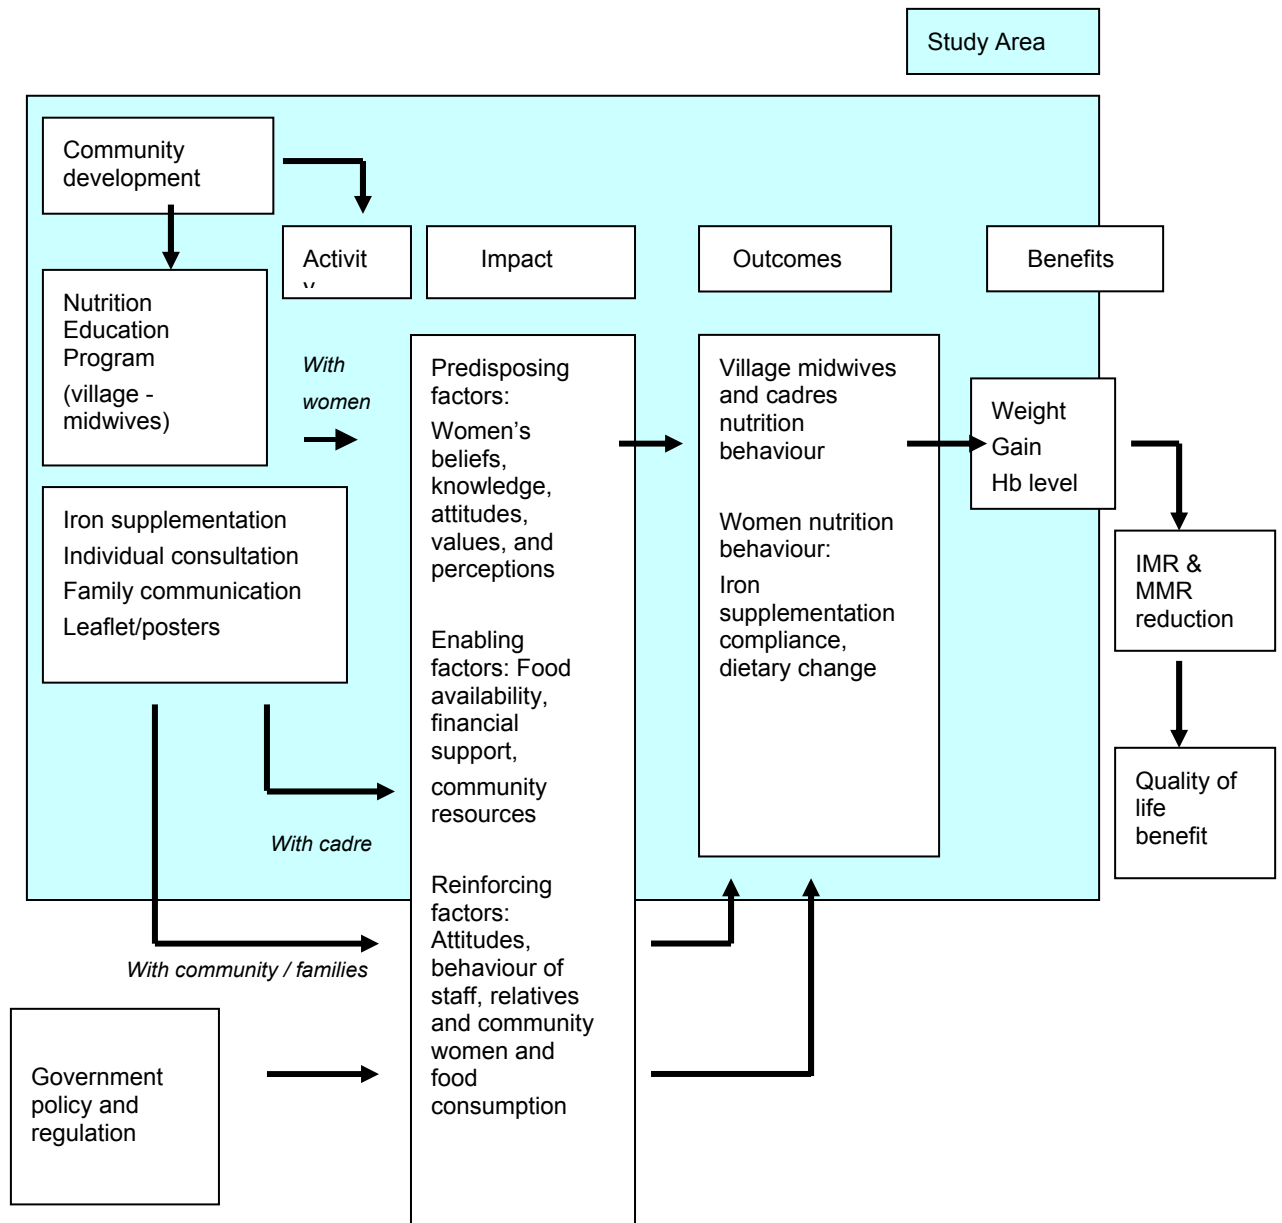 Study Area
Community
development
Activit
y
Impact
Outcomes
Benefits
Nutrition
Education
Program
(village -
midwives)
With
women
Iron supplementation
Individual consultation
Family communication
Leaflet/posters
With cadre
With community / families
Government
policy and
regulation
Predisposing
factors:
Women’s
beliefs,
knowledge,
attitudes,
values, and
perceptions
Enabling
factors: Food
availability,
financial
support,
community
resources
Reinforcing
factors:
Attitudes,
behaviour of
staff, relatives
and community
women and
food
consumption
Village midwives
and cadres
nutrition
behaviour
Women nutrition
behaviour:
Iron
supplementation
compliance,
dietary change
Weight
Gain
Hb level
IMR &
MMR
reduction
Quality of
life
benefit